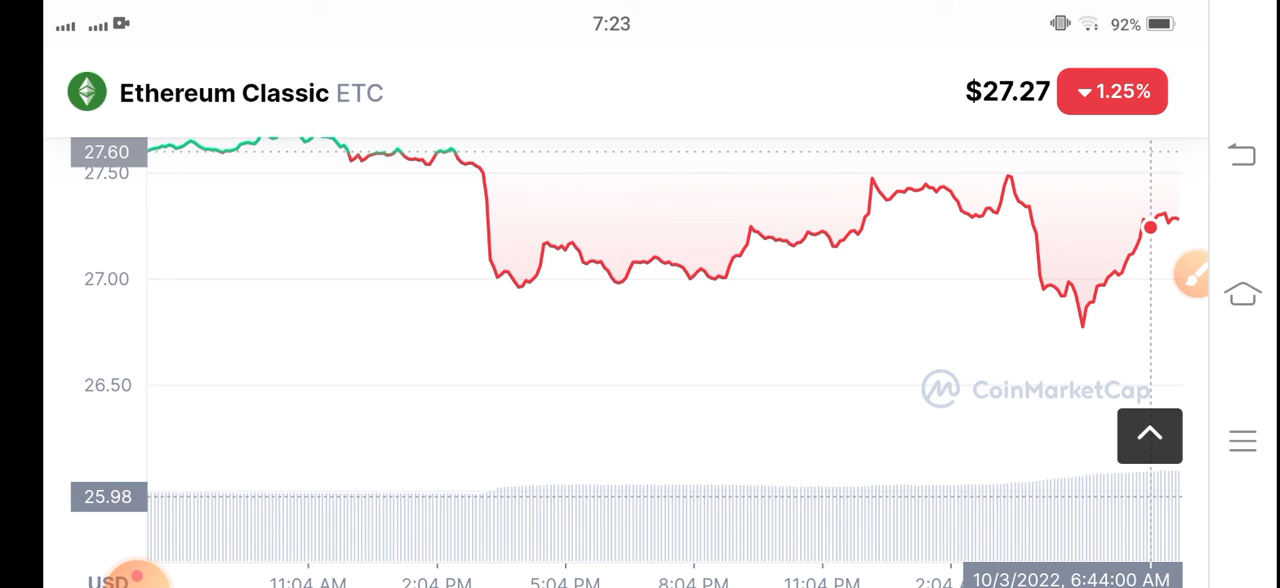 7:23
92%
Ethereum Classic ETC
$27.27
1.25%
27.60
27.50
27.00
26.50
CoinMarketCap
25.98
USD
11:04 AM
2:04 PM
5:04 PM
8:04 PM
11:04 PM
2:04
10/3/2022, 6:44:00 AM